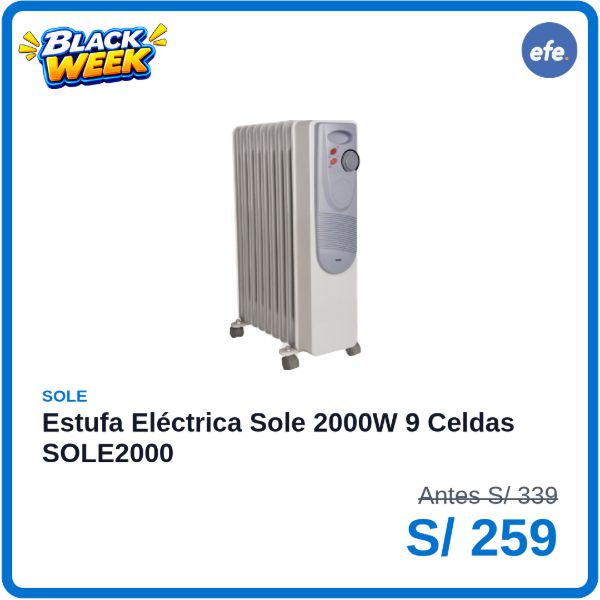 BLACK
WEEK
efe.
SOLE
Estufa Eléctrica Sole 2000W 9 Celdas
SOLE2000
Antes S/ 339
S/ 259